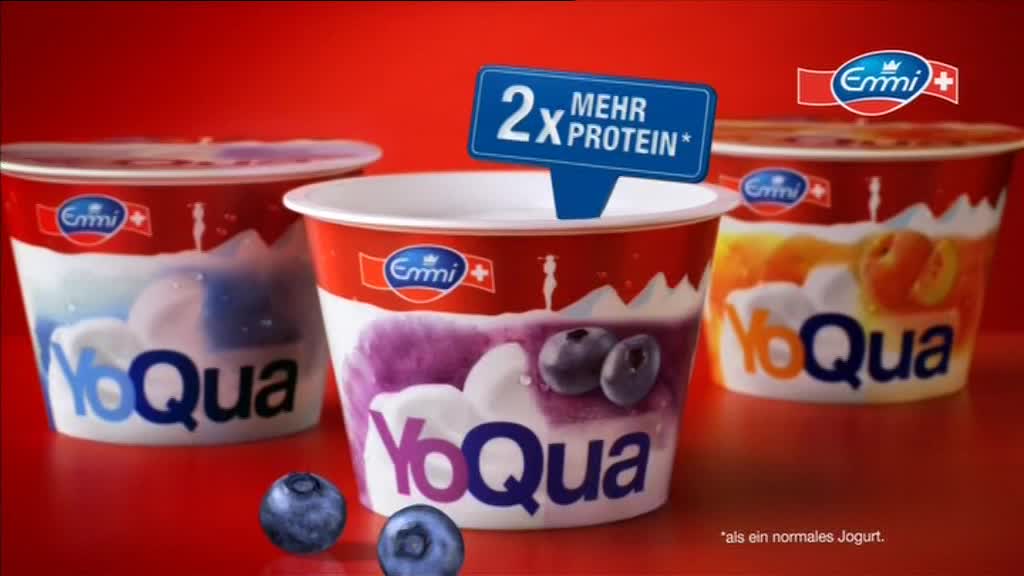 Emmi
2x MEHR
PROTEIN*
Emmi
Emmi
Emmi
YoQua
YoQua
YoQua
*als ein normales Jogurt.